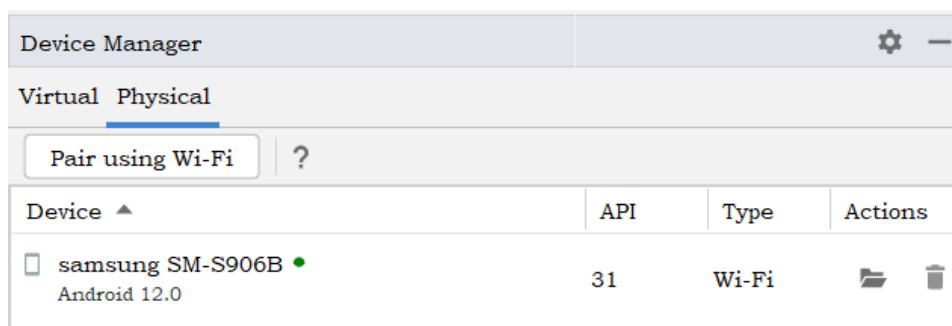 Device Manager
Virtual Physical
Pair using Wi-Fi ?
Device API Type Actions
samsung SM-S906B
Android 12.0
31 Wi-Fi